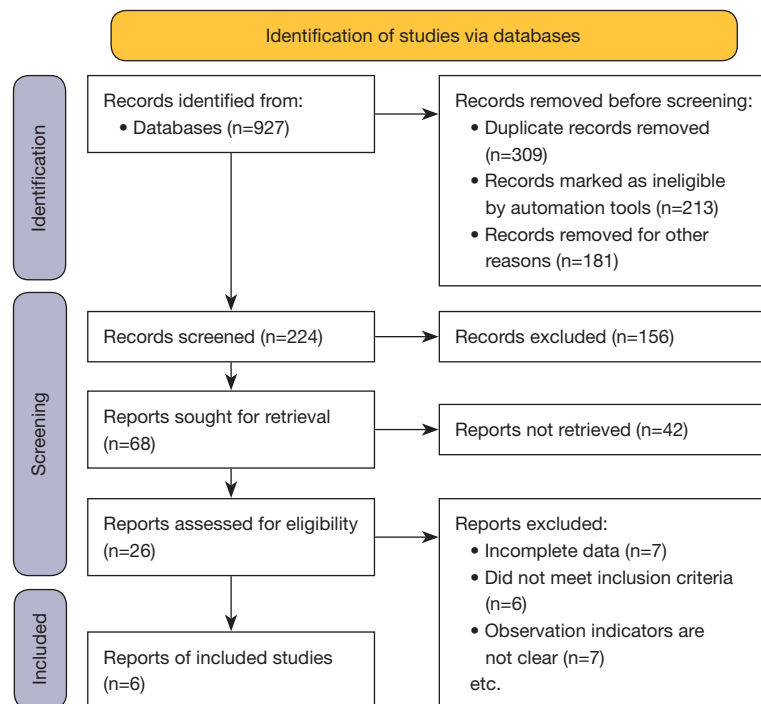 Identification of studies via databases
Identification
Records identified from:
• Databases (n=927)
Records removed before screening:
• Duplicate records removed
(n=309)
• Records marked as ineligible
by automation tools (n=213)
• Records removed for other
reasons (n=181)
Screening
Records screened (n=224)
Records excluded (n=156)
Reports sought for retrieval
(n=68)
Reports not retrieved (n=42)
Reports assessed for eligibility
(n=26)
Reports excluded:
• Incomplete data (n=7)
• Did not meet inclusion criteria
(n=6)
• Observation indicators are
not clear (n=7)
etc.
Included
Reports of included studies
(n=6)